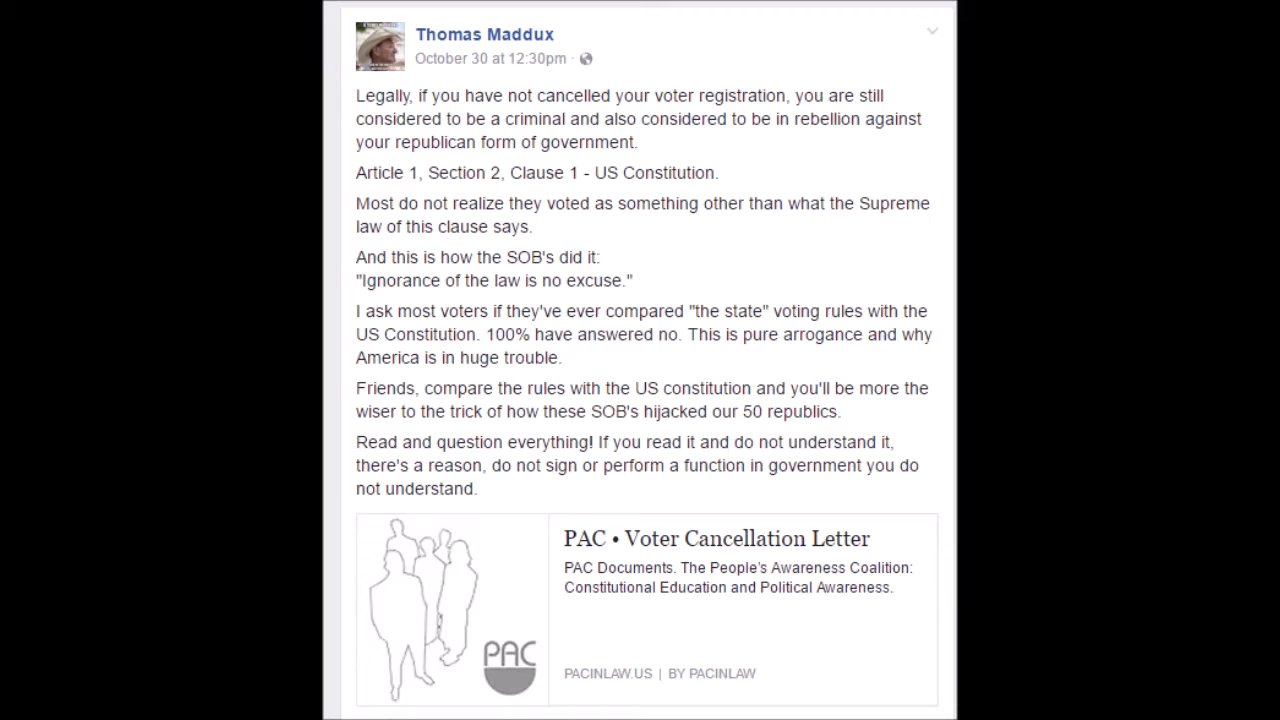 Thomas Maddux
October 30 at 12:30pm ·
Legally, if you have not cancelled your voter registration, you are still
considered to be a criminal and also considered to be in rebellion against
your republican form of government.
Article 1, Section 2, Clause 1 - US Constitution.
Most do not realize they voted as something other than what the Supreme
law of this clause says.
And this is how the SOB's did it:
"Ignorance of the law is no excuse."
I ask most voters if they've ever compared "the state" voting rules with the
US Constitution. 100% have answered no. This is pure arrogance and why
America is in huge trouble.
Friends, compare the rules with the US constitution and you'll be more the
wiser to the trick of how these SOB's hijacked our 50 republics.
Read and question everything! If you read it and do not understand it,
there's a reason, do not sign or perform a function in government you do
not understand.
PAC
PAC • Voter Cancellation Letter
PAC Documents. The People's Awareness Coalition:
Constitutional Education and Political Awareness.
PACINLAW.US | BY PACINLAW